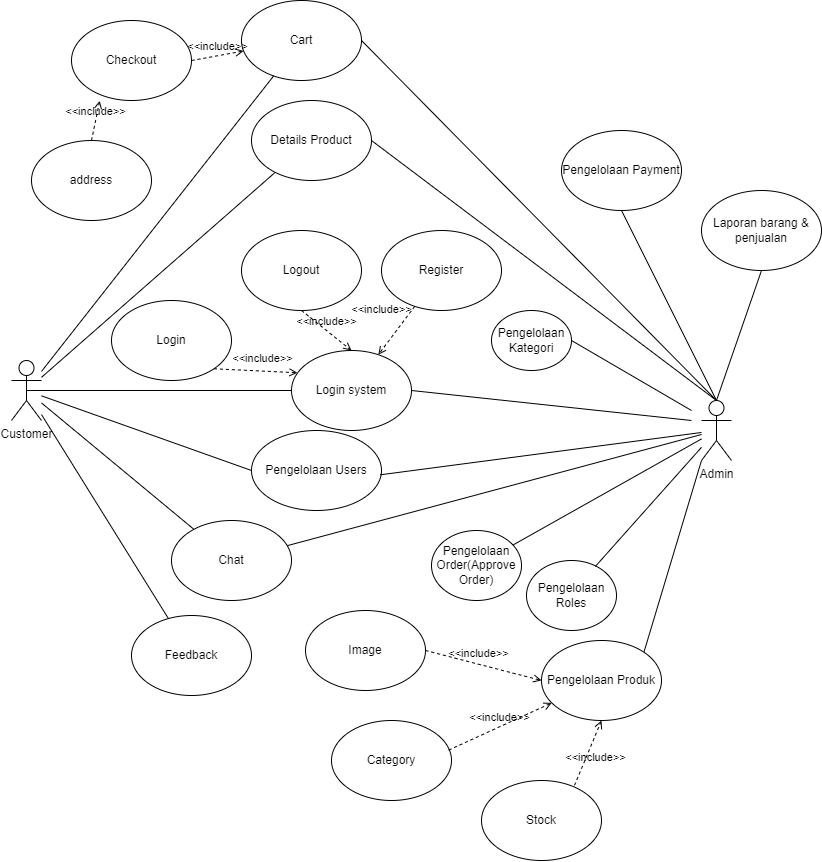 Cart
<<include>>
Checkout
<<include>>
Details Product
address
Pengelolaan Payment
Laporan barang &
penjualan
Logout
Register
<<include>>
<<include>>
Pengelolaan
Kategori
Login
<<include>>
Login system
Customer
Pengelolaan Users
Admin
Chat
Pengelolaan
Order(Approve
Order)
Pengelolaan
Roles
Feedback
Image
<<include>>
Pengelolaan Produk
<<include>>
Category
<<include>>
Stock